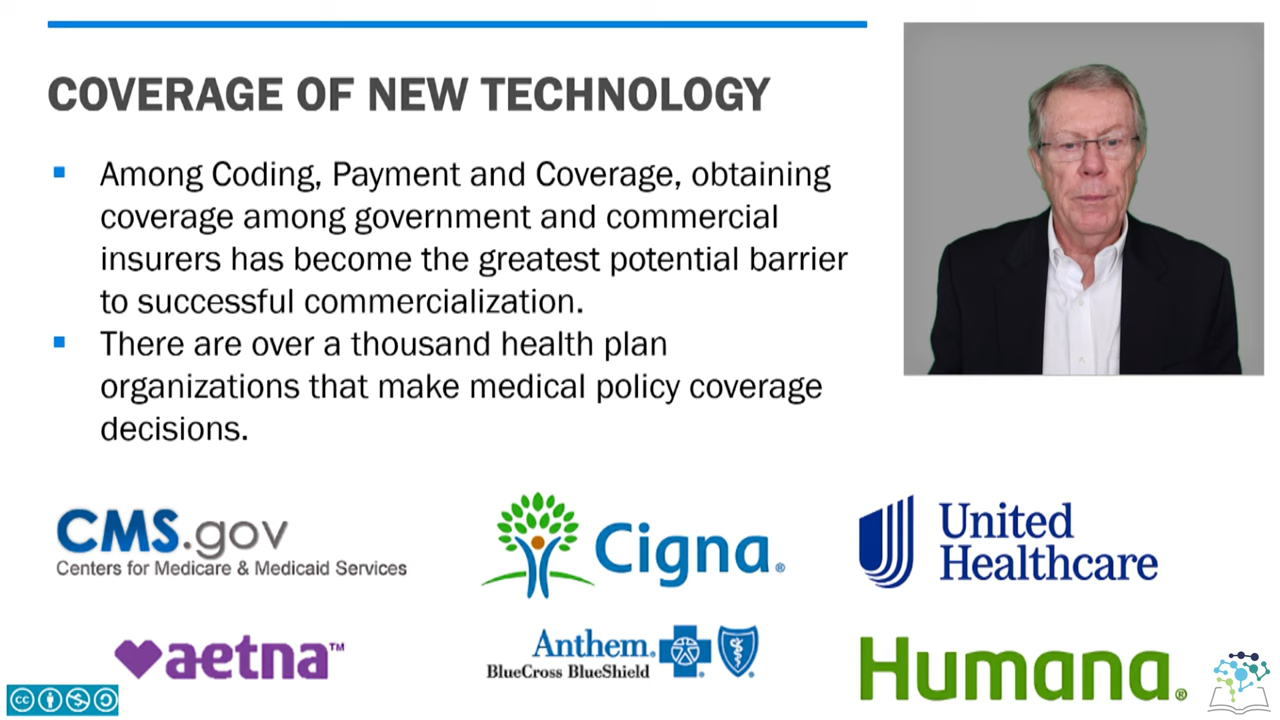 COVERAGE OF NEW TECHNOLOGY
Among Coding, Payment and Coverage, obtaining
coverage among government and commercial
insurers has become the greatest potential barrier
to successful commercialization.
There are over a thousand health plan
organizations that make medical policy coverage
decisions.
CMS.gov
Centers for Medicare & Medicaid Services
Cigna®
United
Healthcare
aetna™
Anthem®
BlueCross BlueShield
Humana®
cc